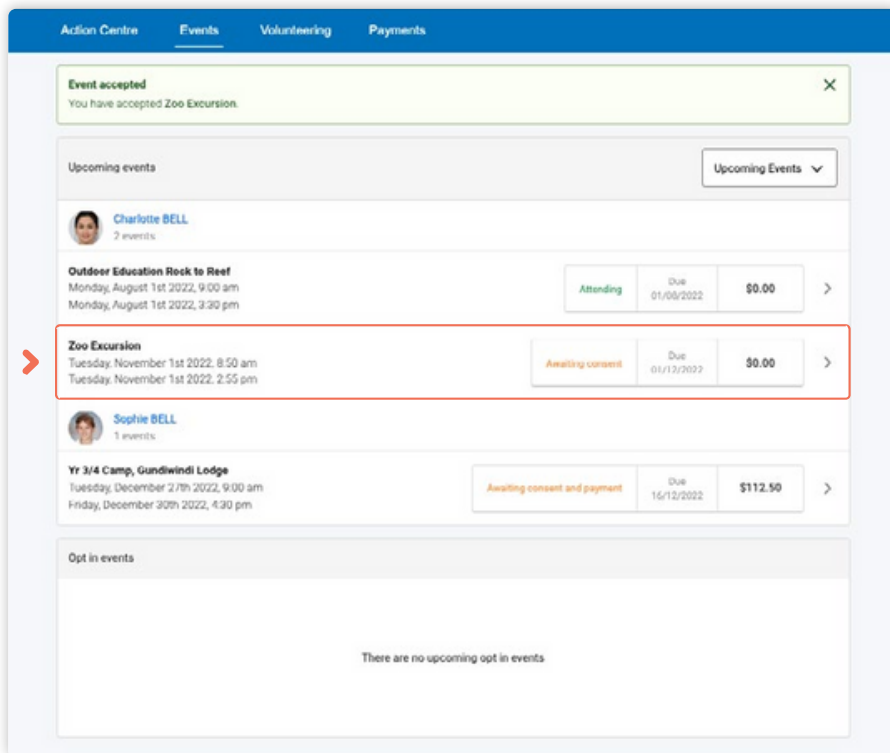 Action Centre Events Volunteering Payments
Event accepted
You have accepted Zoo Excursion.
Upcoming events
Upcoming Events
Charlotte BELL
2 events
Outdoor Education Rock to Reef
Monday, August 1st 2022, 9:00 am
Monday, August 1st 2022, 3:30 pm
Attending
Due
01/08/2022
$0.00
Zoo Excursion
Tuesday, November 1st 2022, 8:50 am
Tuesday, November 1st 2022, 2:55 pm
Awaiting consent
Due
01/12/2022
$0.00
Sophie BELL
1 events
Yr 3/4 Camp, Gundiwindi Lodge
Tuesday, December 27th 2022, 9:00 am
Friday, December 30th 2022, 4:30 pm
Awaiting consent and payment
Due
16/12/2022
$112.50
Opt in events
There are no upcoming opt in events